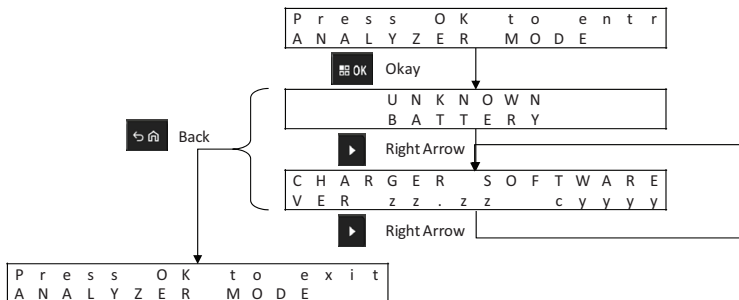 Press OK to entr
ANALYZER MODE
OK Okay
UNKNOWN
BATTERY
Back
Right Arrow
CHARGER SOFTWARE
VER zz.zz cyyyy
Right Arrow
Press OK to exit
ANALYZER MODE